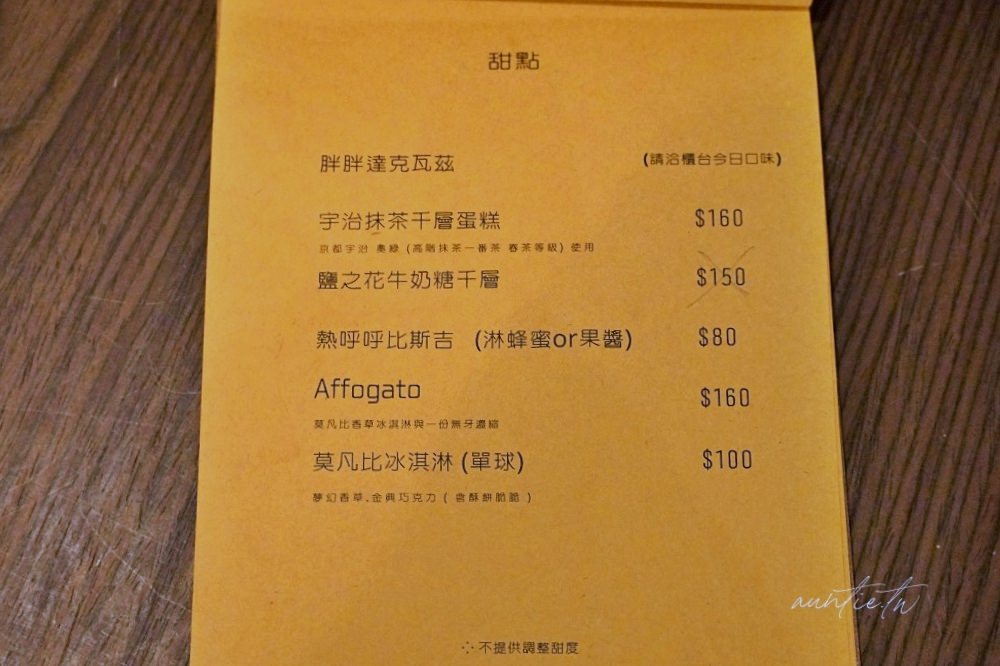 甜點
胖胖達克瓦茲 (請洽櫃台今日口味)
宇治抹茶千層蛋糕 $160
京都宇治 奧綠 (高階抹茶一番茶 春茶等級) 使用
鹽之花牛奶糖千層 $150
熱呼呼比斯吉 (淋蜂蜜or果醬) $80
Affogato $160
莫凡比香草冰淇淋與一份無牙濃縮
莫凡比冰淇淋 (單球) $100
夢幻香草.金典巧克力 ( 含酥餅脆脆 )
不提供調整甜度
auntie.tn